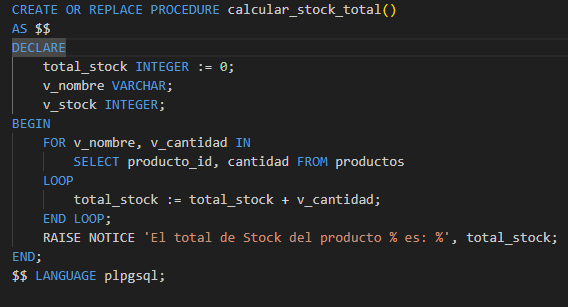 CREATE OR REPLACE PROCEDURE calcular_stock_total()
AS $$
DECLARE
    total_stock INTEGER := 0;
    v_nombre VARCHAR;
    v_stock INTEGER;
BEGIN
    FOR v_nombre, v_cantidad IN
        SELECT producto_id, cantidad FROM productos
    LOOP
        total_stock := total_stock + v_cantidad;
    END LOOP;
    RAISE NOTICE 'El total de Stock del producto % es: %', total_stock;
END;
$$ LANGUAGE plpgsql;